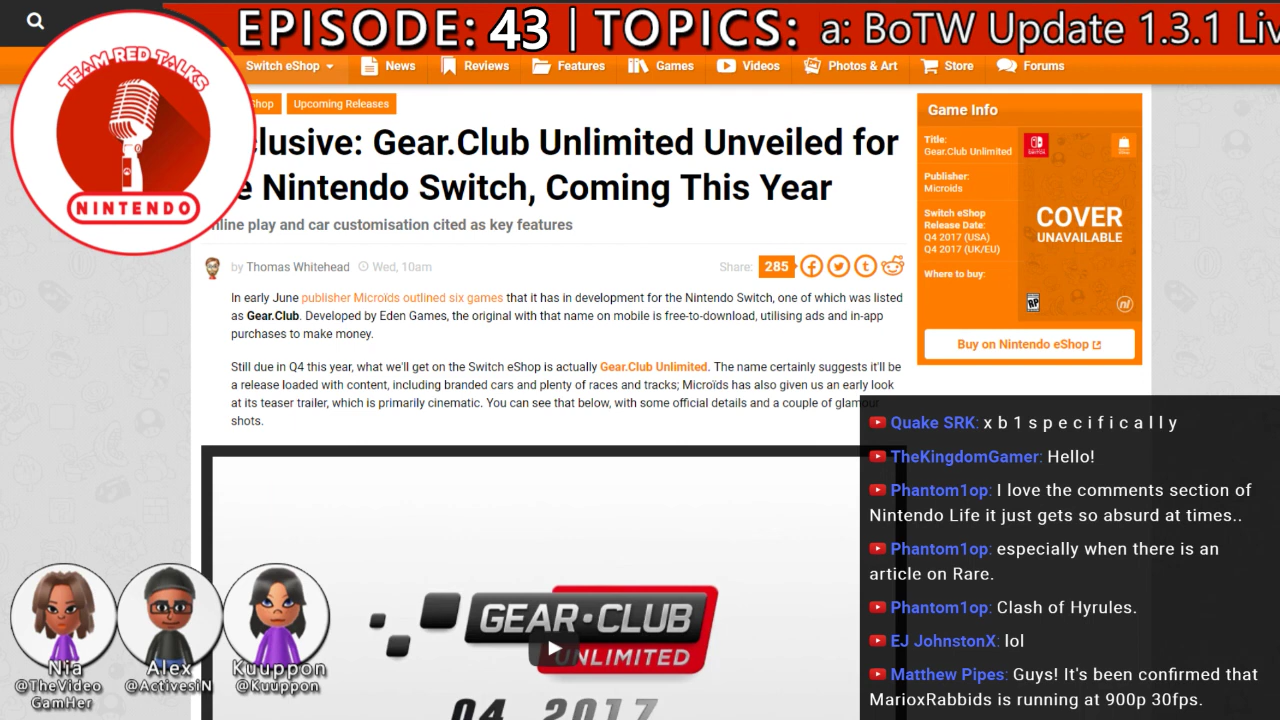 EPISODE: 43 | TOPICS: a: BoTW Update 1.3.1 Liv
TEAM RED TALKS
NINTENDO
Switch eShop
News
Reviews
Features
Games
Videos
Photos & Art
Store
Forums
hop
Upcoming Releases
clusive: Gear.Club Unlimited Unveiled for
e Nintendo Switch, Coming This Year
nline play and car customisation cited as key features
by Thomas Whitehead Wed, 10am
Share: 285
In early June publisher Microïds outlined six games that it has in development for the Nintendo Switch, one of which was listed
as Gear.Club. Developed by Eden Games, the original with that name on mobile is free-to-download, utilising ads and in-app
purchases to make money.
Still due in Q4 this year, what we'll get on the Switch eShop is actually Gear.Club Unlimited. The name certainly suggests it'll be
a release loaded with content, including branded cars and plenty of races and tracks; Microïds has also given us an early look
at its teaser trailer, which is primarily cinematic. You can see that below, with some official details and a couple of glamour
shots.
GEAR•CLUB
UNLIMITED
Q4 2017
Game Info
Title:
Gear.Club Unlimited
Publisher:
Microids
Switch eShop
Release Date:
Q4 2017 (USA)
Q4 2017 (UK/EU)
Where to buy:
COVER
UNAVAILABLE
RP
Buy on Nintendo eShop
Quake SRK: x b 1 s p e c i f i c a l l y
TheKingdomGamer: Hello!
Phantom1op: I love the comments section of
Nintendo Life it just gets so absurd at times..
Phantom1op: especially when there is an
article on Rare.
Phantom1op: Clash of Hyrules.
EJ JohnstonX: lol
Matthew Pipes: Guys! It's been confirmed that
MarioxRabbids is running at 900p 30fps.
Nia
@TheVideo
GamHer
Alex
@ActivesiN
Kuuppon
@Kuuppon